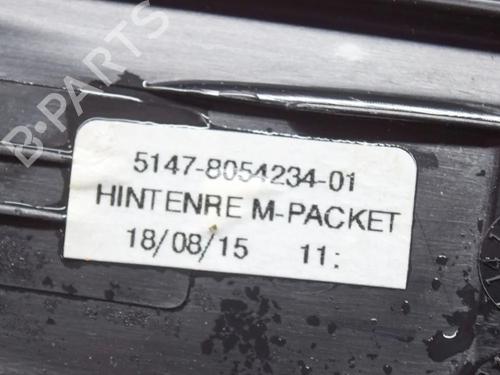 B-PARTS
5147-8054234-01
HINTENRE M-PACKET
18/08/15 11: